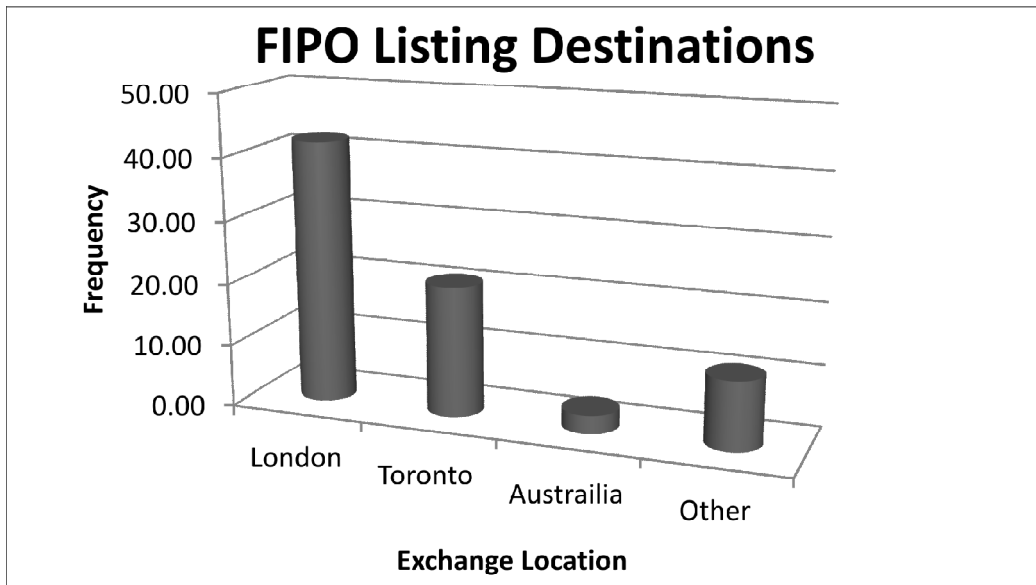 FIPO Listing Destinations
50.00
40.00
30.00
20.00
10.00
0.00
Frequency
London
Toronto
Austrailia
Other
Exchange Location